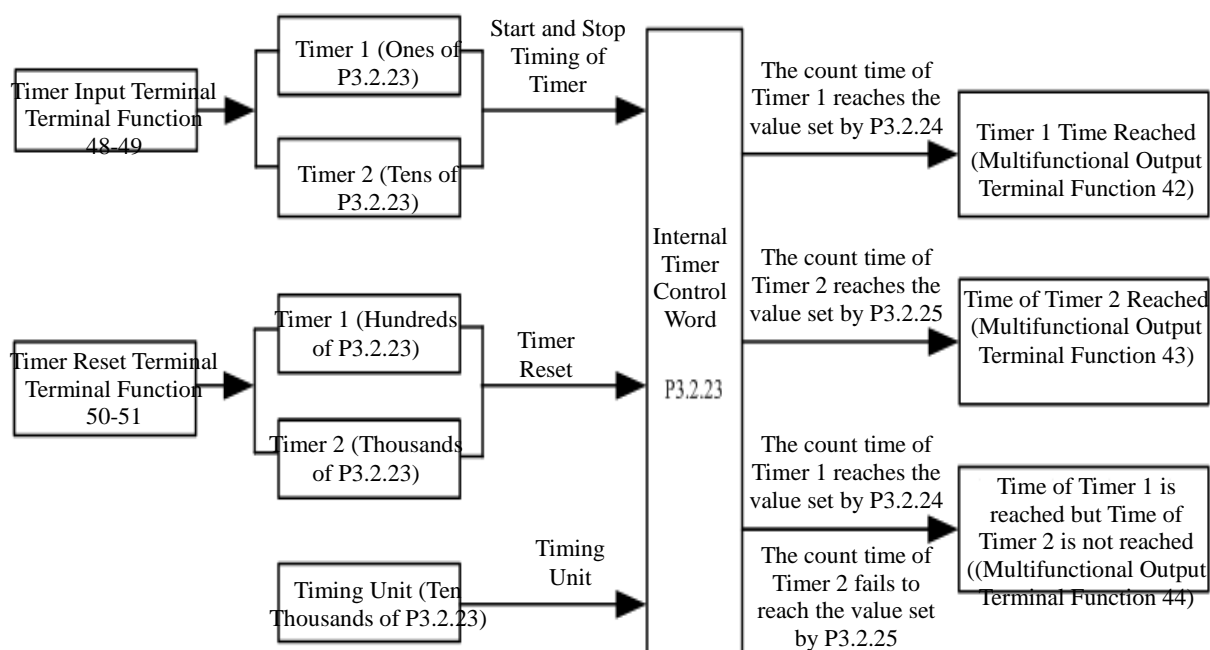 Timer Input Terminal
Terminal Function
48-49
Timer 1 (Ones of
P3.2.23)
Timer 2 (Tens of
P3.2.23)
Start and Stop
Timing of
Timer
Timer Reset Terminal
Terminal Function
50-51
Timer 1 (Hundreds
of P3.2.23)
Timer 2 (Thousands
of P3.2.23)
Timer
Reset
Timing Unit (Ten
Thousands of P3.2.23)
Timing
Unit
Internal
Timer
Control
Word
P3.2.23
The count time of
Timer 1 reaches the
value set by P3.2.24
Timer 1 Time Reached
(Multifunctional Output
Terminal Function 42)
The count time of
Timer 2 reaches the
value set by P3.2.25
Time of Timer 2 Reached
(Multifunctional Output
Terminal Function 43)
The count time of
Timer 1 reaches the
value set by P3.2.24
The count time of
Timer 2 fails to
reach the value set
by P3.2.25
Time of Timer 1 is
reached but Time of
Timer 2 is not reached
((Multifunctional Output
Terminal Function 44)